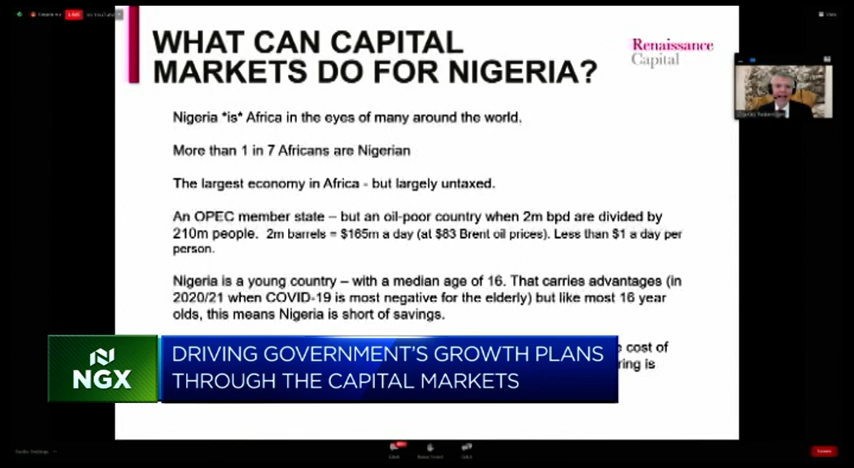 WHAT CAN CAPITAL
MARKETS DO FOR NIGERIA?
Renaissance
Capital
Nigeria *is* Africa in the eyes of many around the world.
More than 1 in 7 Africans are Nigerian
The largest economy in Africa - but largely untaxed.
An OPEC member state – but an oil-poor country when 2m bpd are divided by
210m people. 2m barrels = $165m a day (at $83 Brent oil prices). Less than $1 a day per
person.
Nigeria is a young country – with a median age of 16. That carries advantages (in
2020/21 when COVID-19 is most negative for the elderly) but like most 16 year
olds, this means Nigeria is short of savings.
cost of
ring is
NGX
DRIVING GOVERNMENT'S GROWTH PLANS
THROUGH THE CAPITAL MARKETS
View